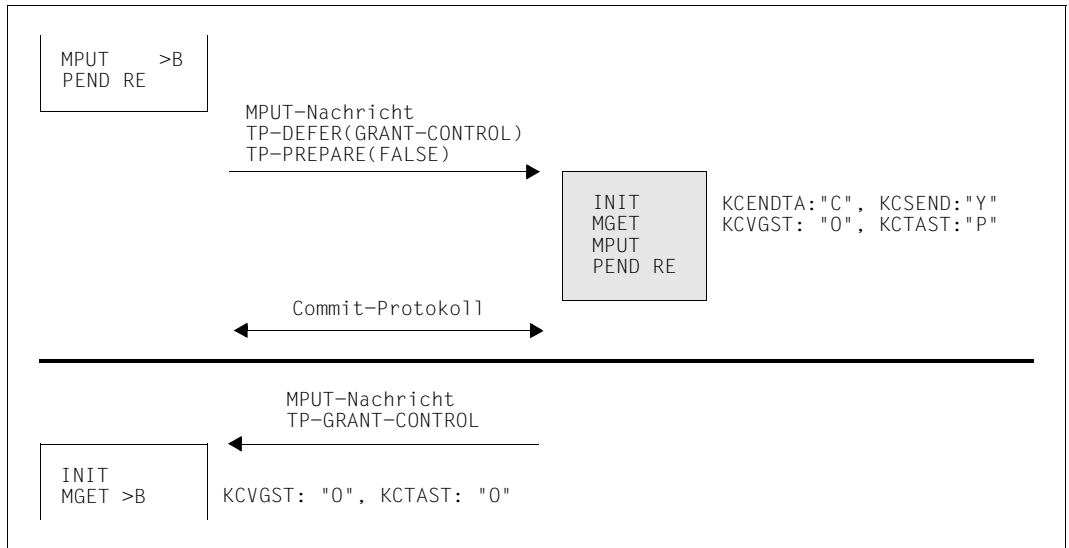 MPUT >B
PEND RE
MPUT-Nachricht
TP-DEFER(GRANT-CONTROL)
TP-PREPARE(FALSE)
INIT
MGET
MPUT
PEND RE
KCENDTA:"C", KCSEND:"Y"
KCVGST: "O", KCTAST:"P"
Commit-Protokoll
MPUT-Nachricht
TP-GRANT-CONTROL
INIT
MGET >B
KCVGST: "O", KCTAST: "O"